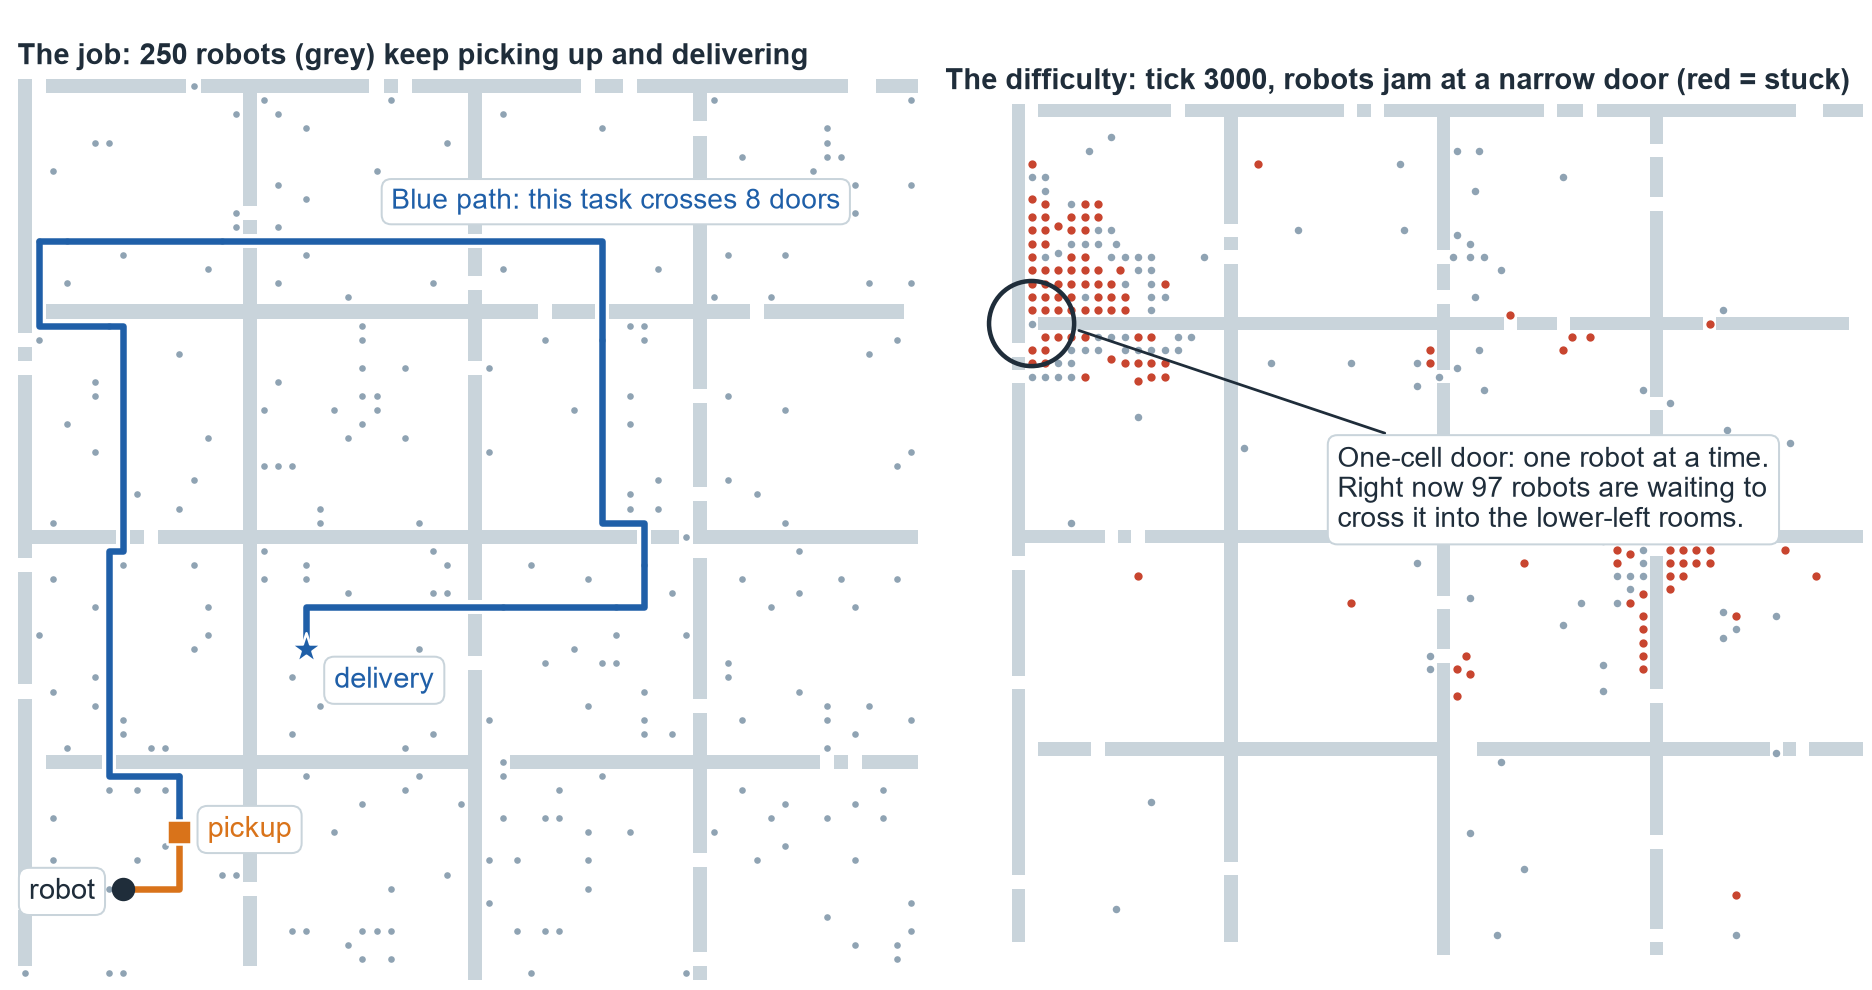 The job: 250 robots (grey) keep picking up and delivering
Blue path: this task crosses 8 doors
delivery
pickup
robot
The difficulty: tick 3000, robots jam at a narrow door (red = stuck)
One-cell door: one robot at a time.
Right now 97 robots are waiting to
cross it into the lower-left rooms.